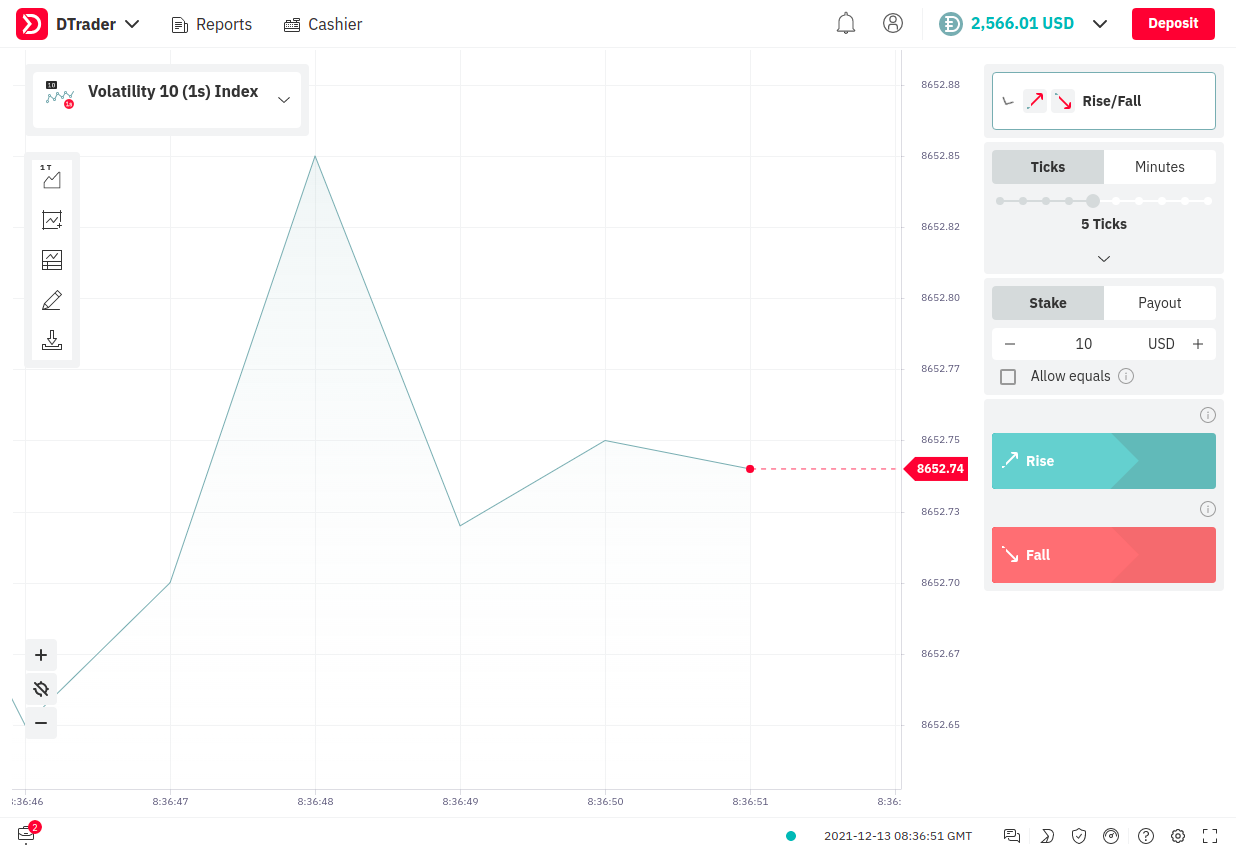 DTrader
Reports
Cashier
2,566.01 USD
Deposit
10
1s
Volatility 10 (1s) Index
1 T
8652.88
8652.85
8652.82
8652.80
8652.77
8652.75
8652.74
8652.73
8652.70
8652.67
8652.65
Rise/Fall
Ticks Minutes
5 Ticks
Stake Payout
− 10 USD +
Allow equals
Rise
Fall
+
−
:36:46 8:36:47 8:36:48 8:36:49 8:36:50 8:36:51 8:36:
2
2021-12-13 08:36:51 GMT